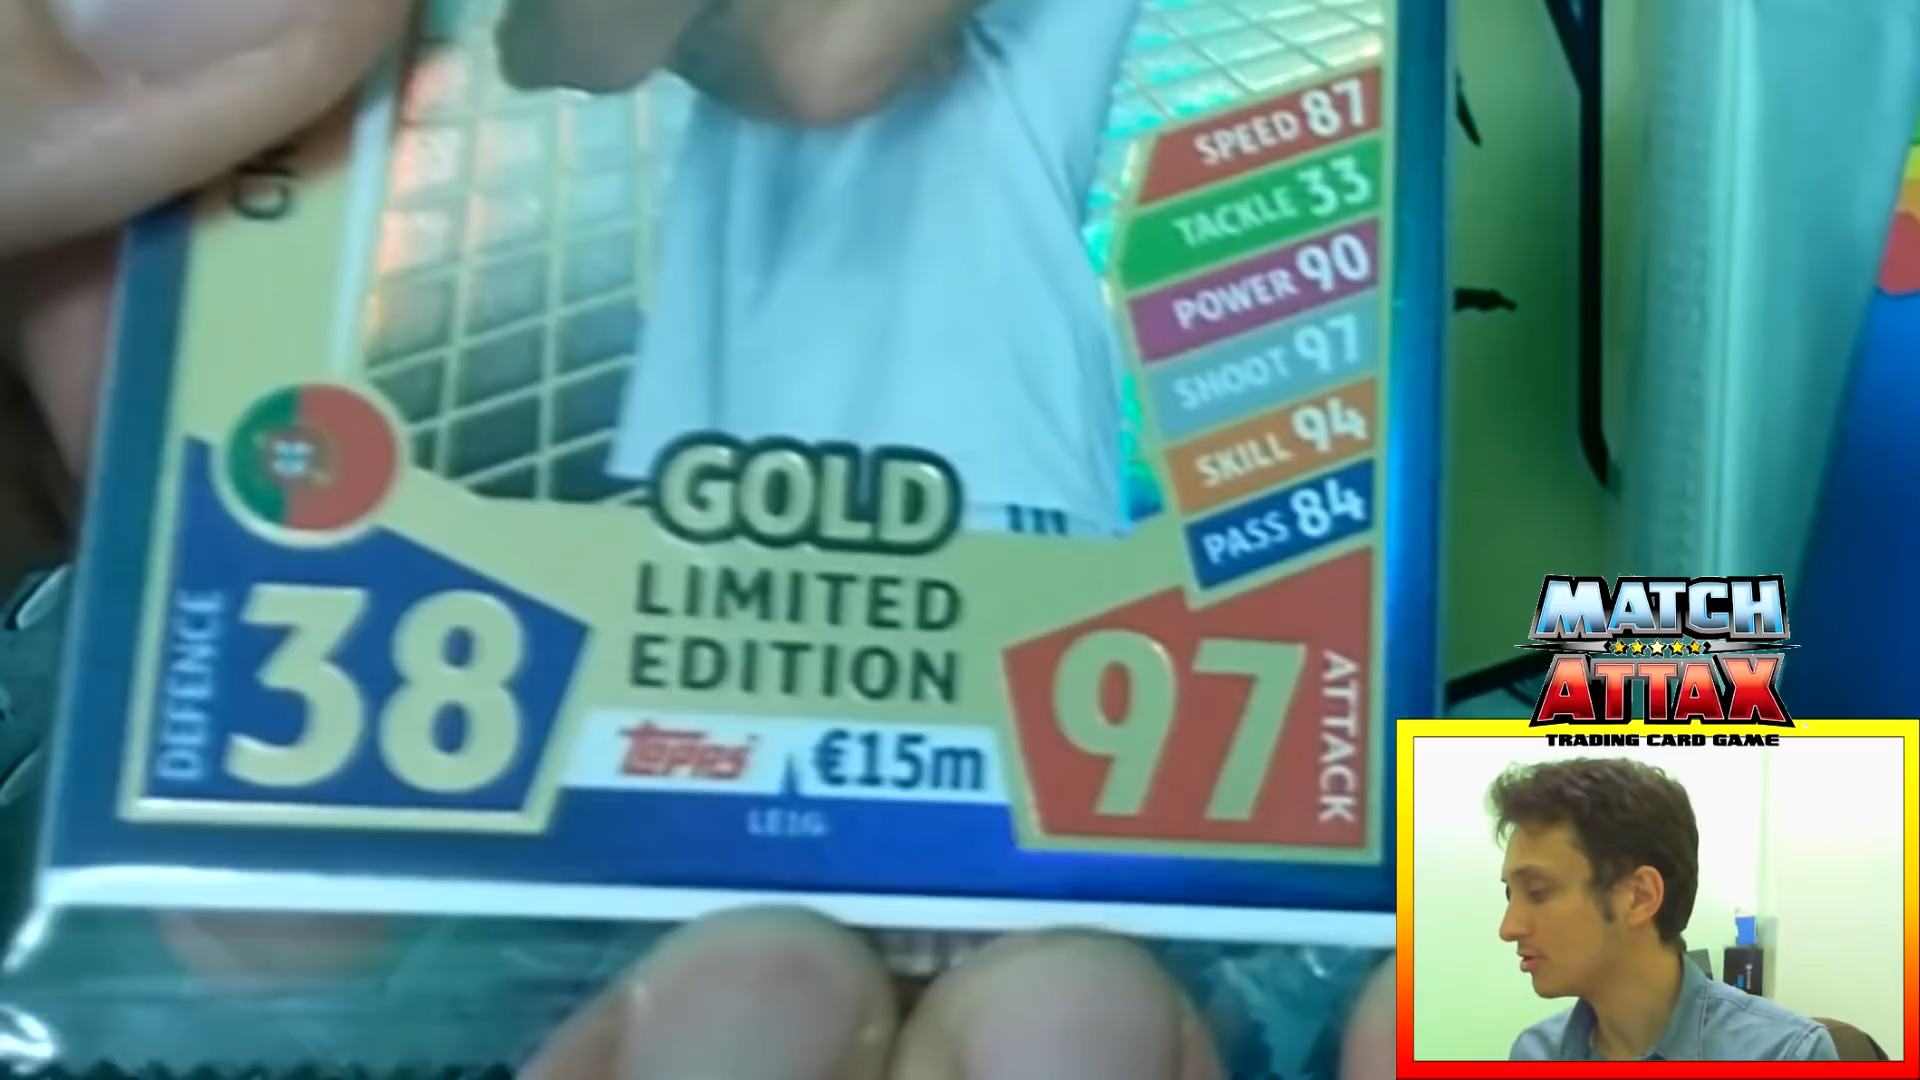 SPEED 87
TACKLE 33
POWER 90
SHOOT 97
SKILL 94
PASS 84
GOLD
LIMITED
EDITION
DEFENCE 38
97 ATTACK
TOPPS €15m
LE1G
MATCH
ATTAX
TRADING CARD GAME